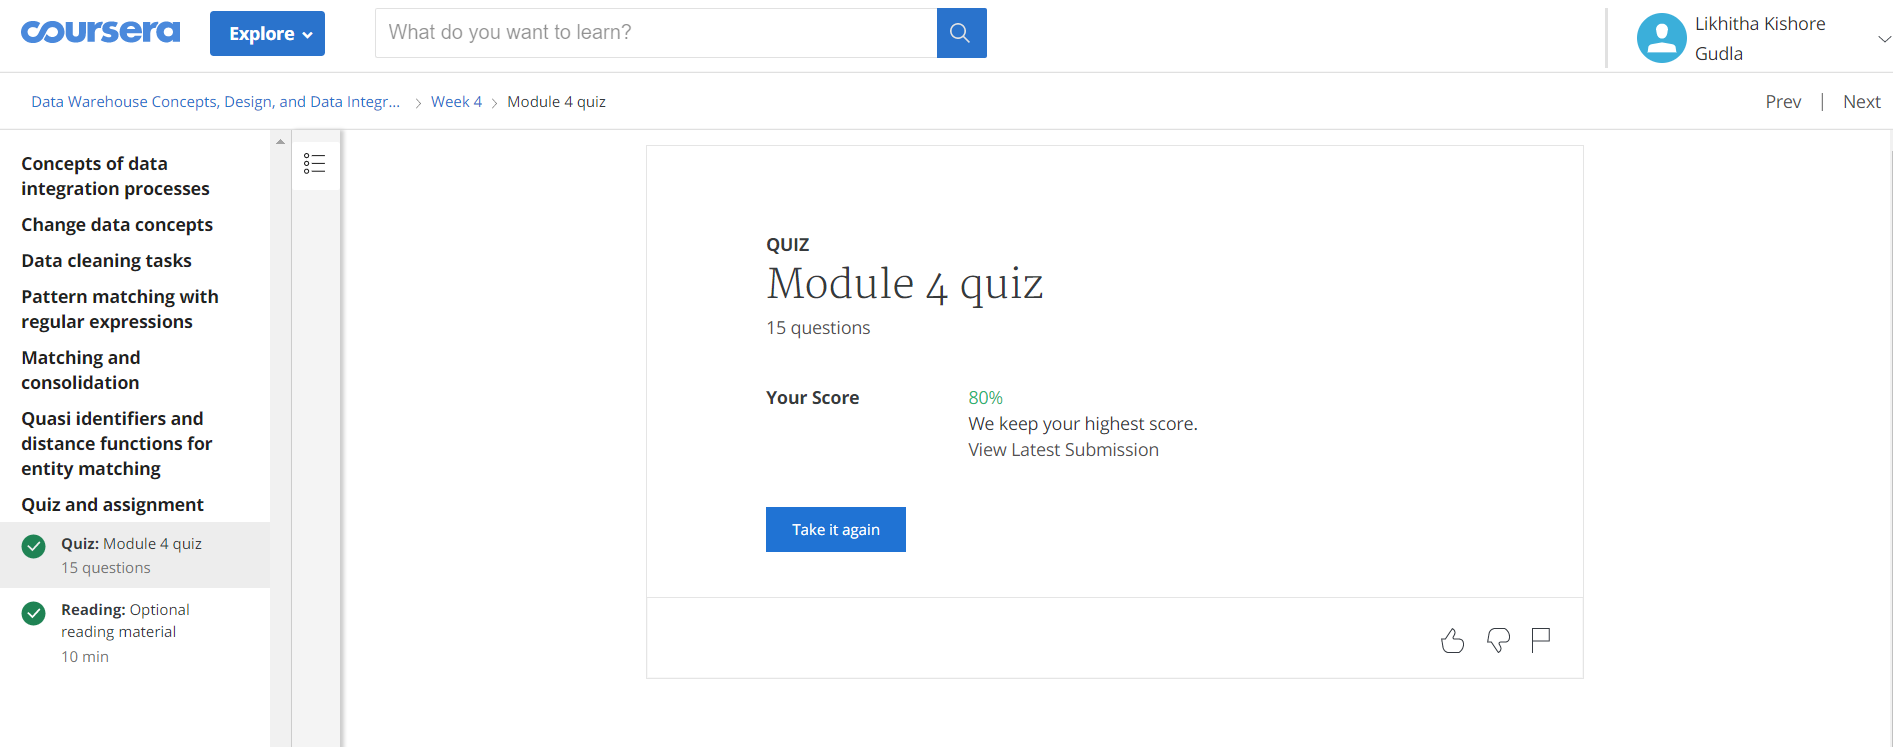 coursera
Explore
What do you want to learn?
Likhitha Kishore
Gudla
Data Warehouse Concepts, Design, and Data Integr... > Week 4 > Module 4 quiz
Prev | Next
Concepts of data
integration processes
Change data concepts
Data cleaning tasks
Pattern matching with
regular expressions
Matching and
consolidation
Quasi identifiers and
distance functions for
entity matching
Quiz and assignment
Quiz: Module 4 quiz
15 questions
Reading: Optional
reading material
10 min
QUIZ
Module 4 quiz
15 questions
Your Score
80%
We keep your highest score.
View Latest Submission
Take it again